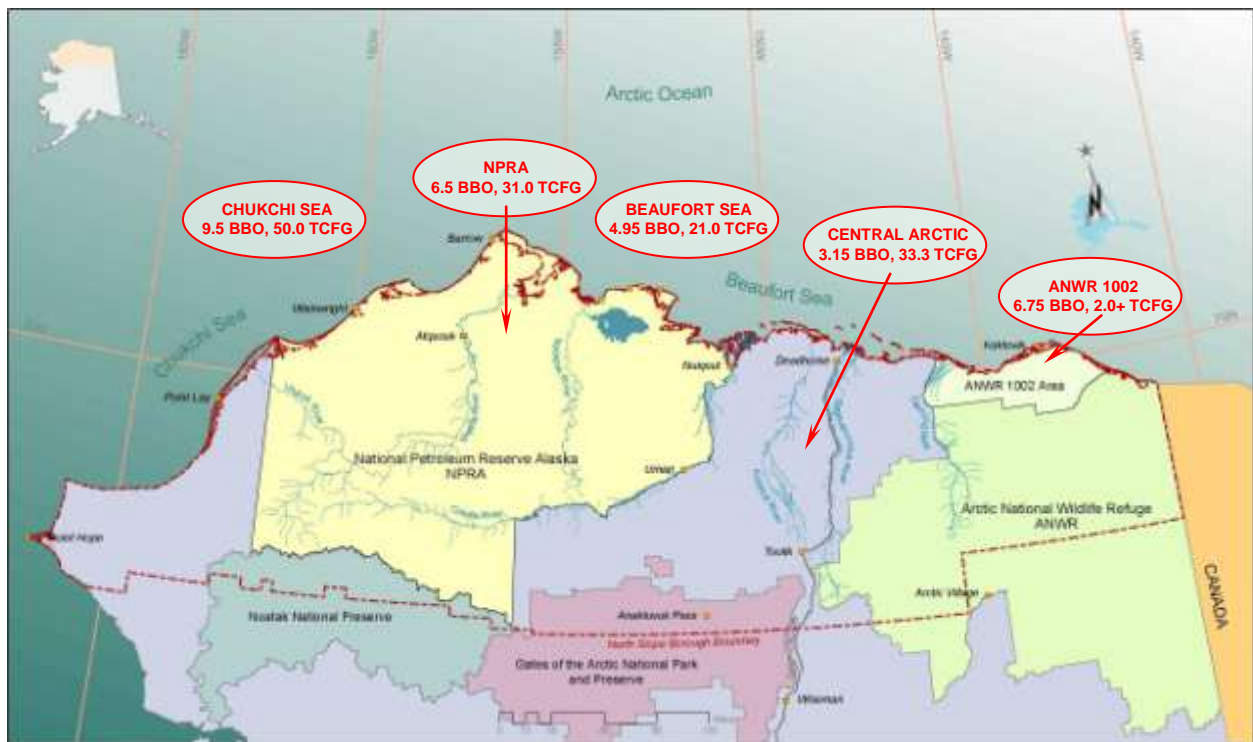 Arctic Ocean
NPRA
6.5 BBO, 31.0 TCFG
CHUKCHI SEA
9.5 BBO, 50.0 TCFG
BEAUFORT SEA
4.95 BBO, 21.0 TCFG
CENTRAL ARCTIC
3.15 BBO, 33.3 TCFG
ANWR 1002
6.75 BBO, 2.0+ TCFG
N
Barrow
Beaufort Sea
Wainwright
Chukchi Sea
Atqasuk
Kaktovik
Deadhorse
Nuiqsut
ANWR 1002 Area
Point Lay
National Petroleum Reserve Alaska
NPRA
Umiat
Arctic National Wildlife Refuge
ANWR
Point Hope
Toolik
CANADA
Arctic Village
Noatak National Preserve
Anaktuvuk Pass
North Slope Borough Boundary
Gates of the Arctic National Park
and Preserve
Wiseman